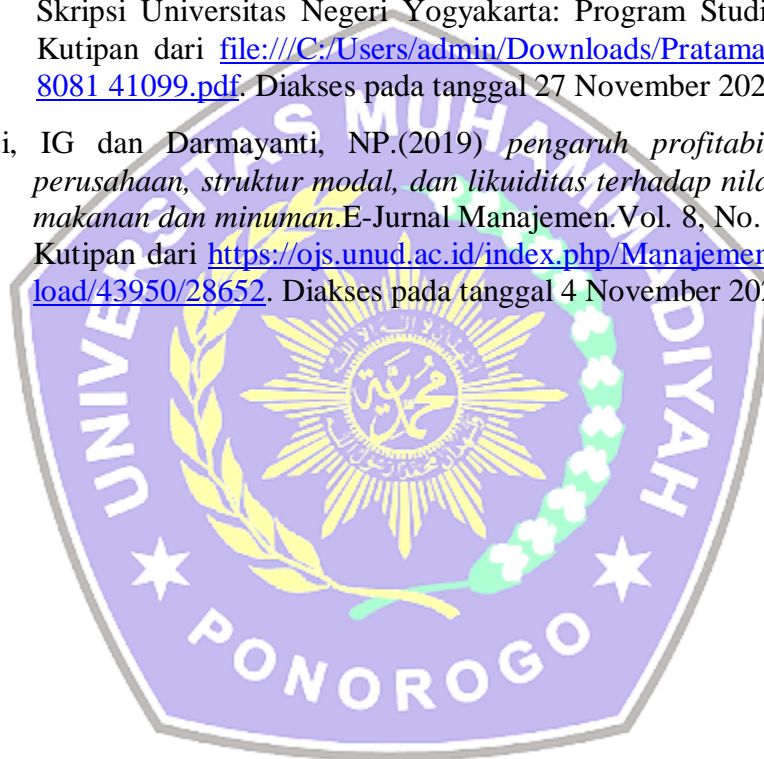 Skripsi Universitas Negeri Yogyakarta: Program Studi
Kutipan dari file:///C:/Users/admin/Downloads/Pratama
8081 41099.pdf. Diakses pada tanggal 27 November 202
i, IG dan Darmayanti, NP.(2019) pengaruh profitabi
perusahaan, struktur modal, dan likuiditas terhadap nila
makanan dan minuman.E-Jurnal Manajemen.Vol. 8, No.
Kutipan dari https://ojs.unud.ac.id/index.php/Manajemen
load/43950/28652. Diakses pada tanggal 4 November 202
UNIVERSITAS MUHAMMADIYAH
محمدية
PONOROGO